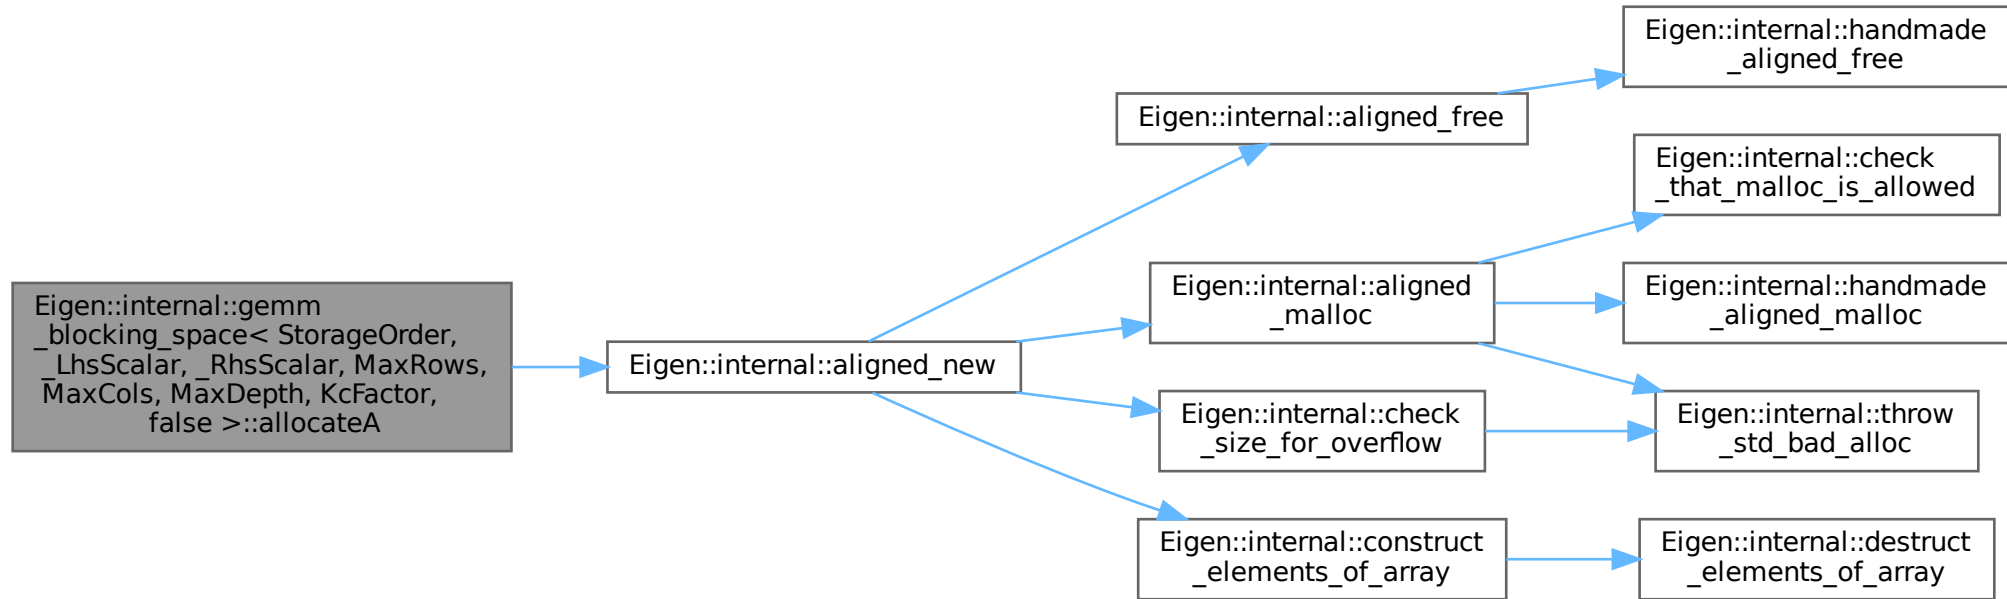 Eigen::internal::gemm
_blocking_space< StorageOrder,
_LhsScalar, _RhsScalar, MaxRows,
MaxCols, MaxDepth, KcFactor,
false >::allocateA
Eigen::internal::aligned_new
Eigen::internal::aligned_free
Eigen::internal::aligned
_malloc
Eigen::internal::check
_size_for_overflow
Eigen::internal::construct
_elements_of_array
Eigen::internal::handmade
_aligned_free
Eigen::internal::check
_that_malloc_is_allowed
Eigen::internal::handmade
_aligned_malloc
Eigen::internal::throw
_std_bad_alloc
Eigen::internal::destruct
_elements_of_array